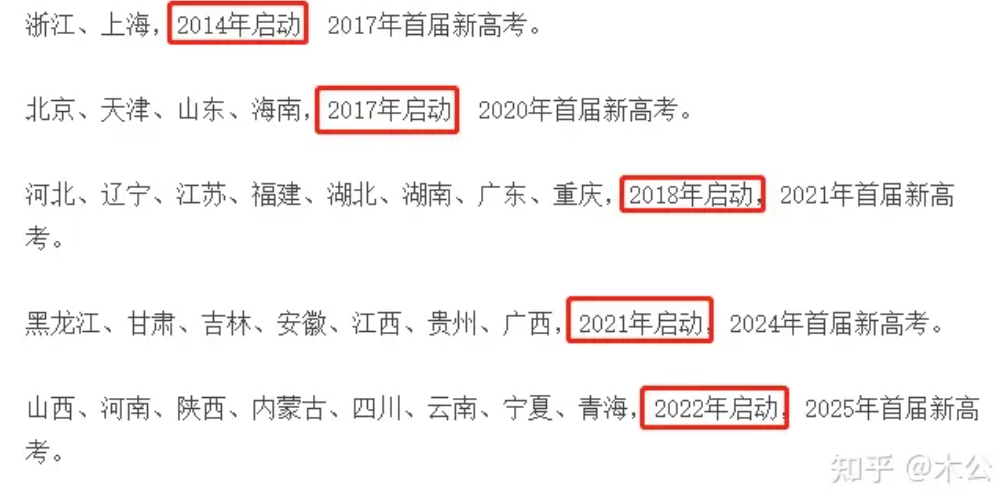 浙江、上海，2014年启动 2017年首届新高考。
北京、天津、山东、海南，2017年启动 2020年首届新高考。
河北、辽宁、江苏、福建、湖北、湖南、广东、重庆，2018年启动，2021年首届新高
考。
黑龙江、甘肃、吉林、安徽、江西、贵州、广西，2021年启动，2024年首届新高考。
山西、河南、陕西、内蒙古、四川、云南、宁夏、青海，2022年启动，2025年首届新高
考。
知乎 @木公